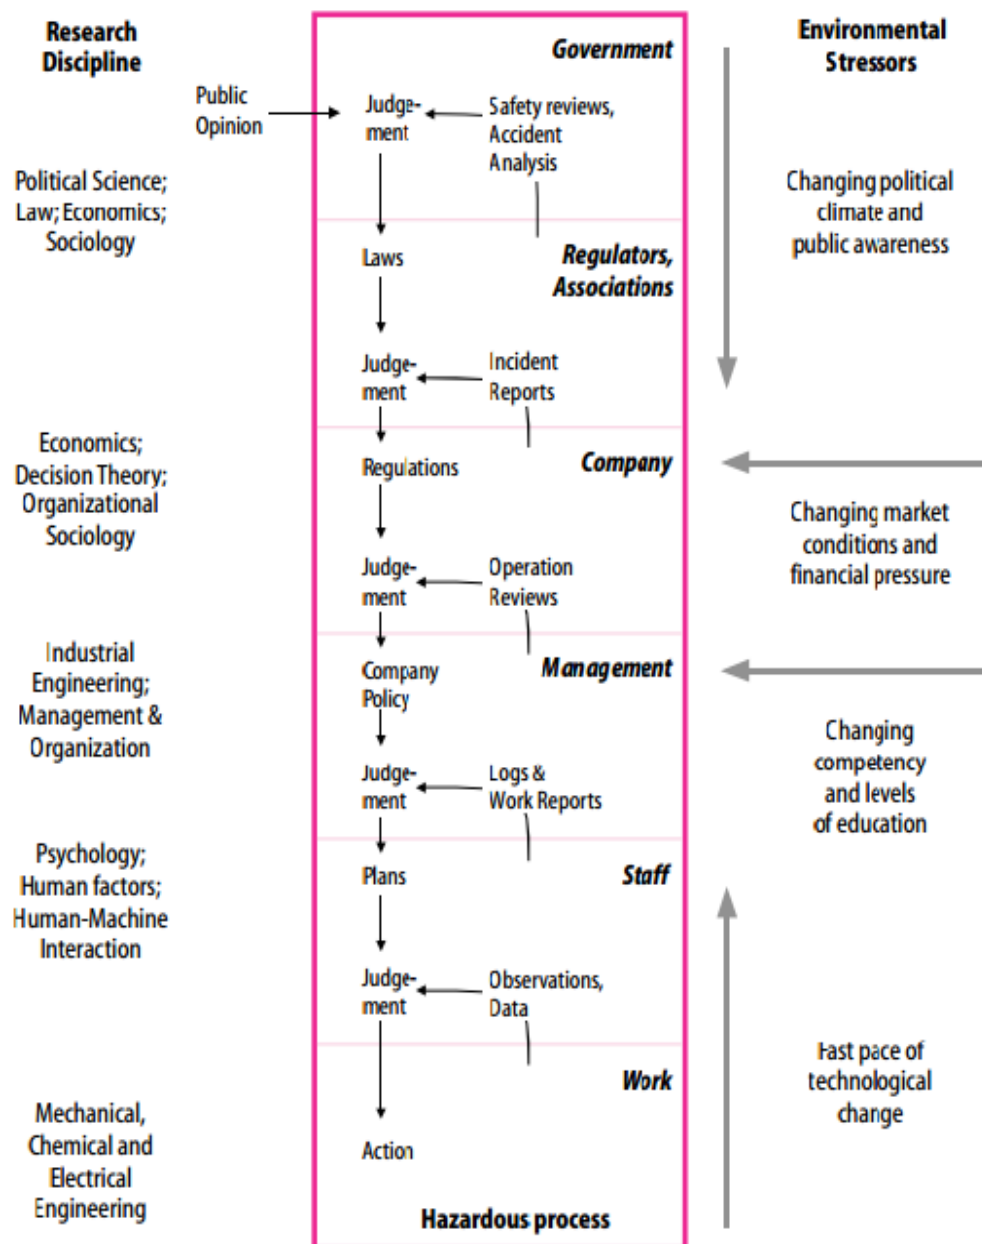 Research
Discipline
Government
Environmental
Stressors
Public
Opinion
Judge-
ment
Safety reviews,
Accident
Analysis
Political Science;
Law; Economics;
Sociology
Changing political
climate and
public awareness
Laws
Regulators,
Associations
Judge-
ment
Incident
Reports
Economics;
Decision Theory;
Organizational
Sociology
Regulations
Company
Changing market
conditions and
financial pressure
Judge-
ment
Operation
Reviews
Industrial
Engineering;
Management &
Organization
Company
Policy
Management
Changing
competency
and levels
of education
Judge-
ment
Logs &
Work Reports
Psychology;
Human factors;
Human-Machine
Interaction
Plans
Staff
Judge-
ment
Observations,
Data
Work
Fast pace of
technological
change
Mechanical,
Chemical and
Electrical
Engineering
Action
Hazardous process